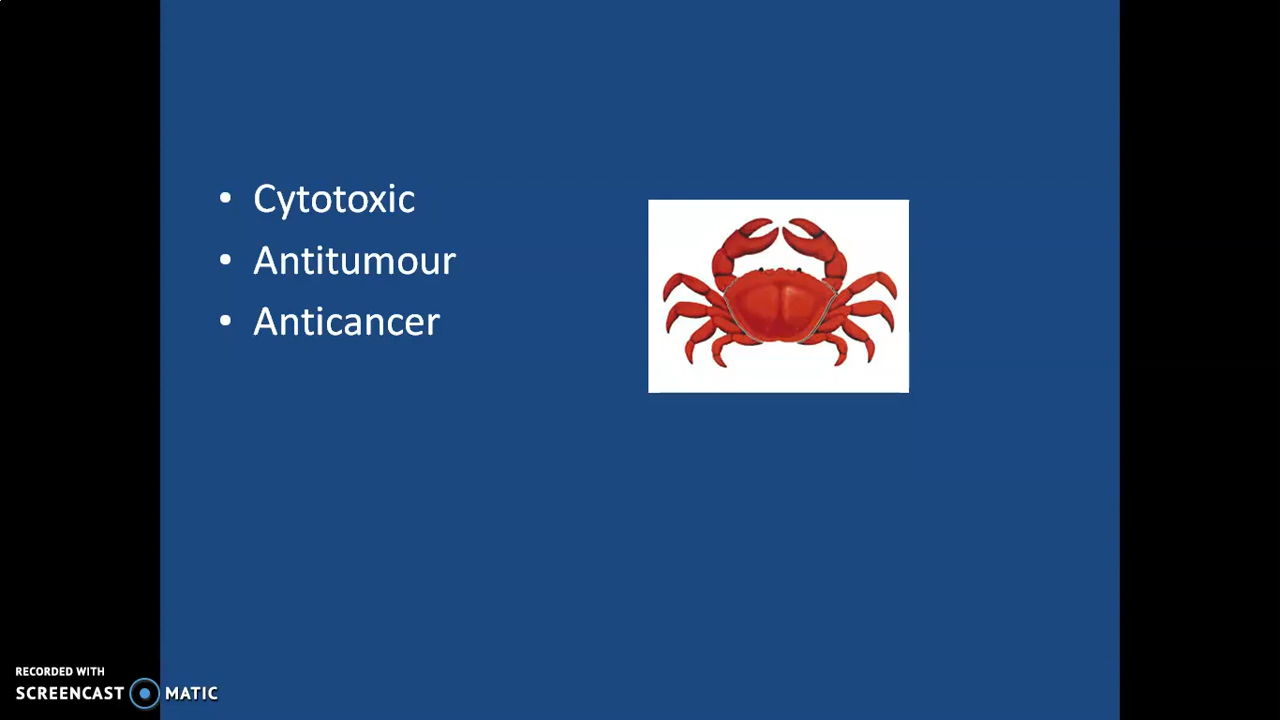 • Cytotoxic
• Antitumour
• Anticancer
RECORDED WITH
SCREENCAST MATIC